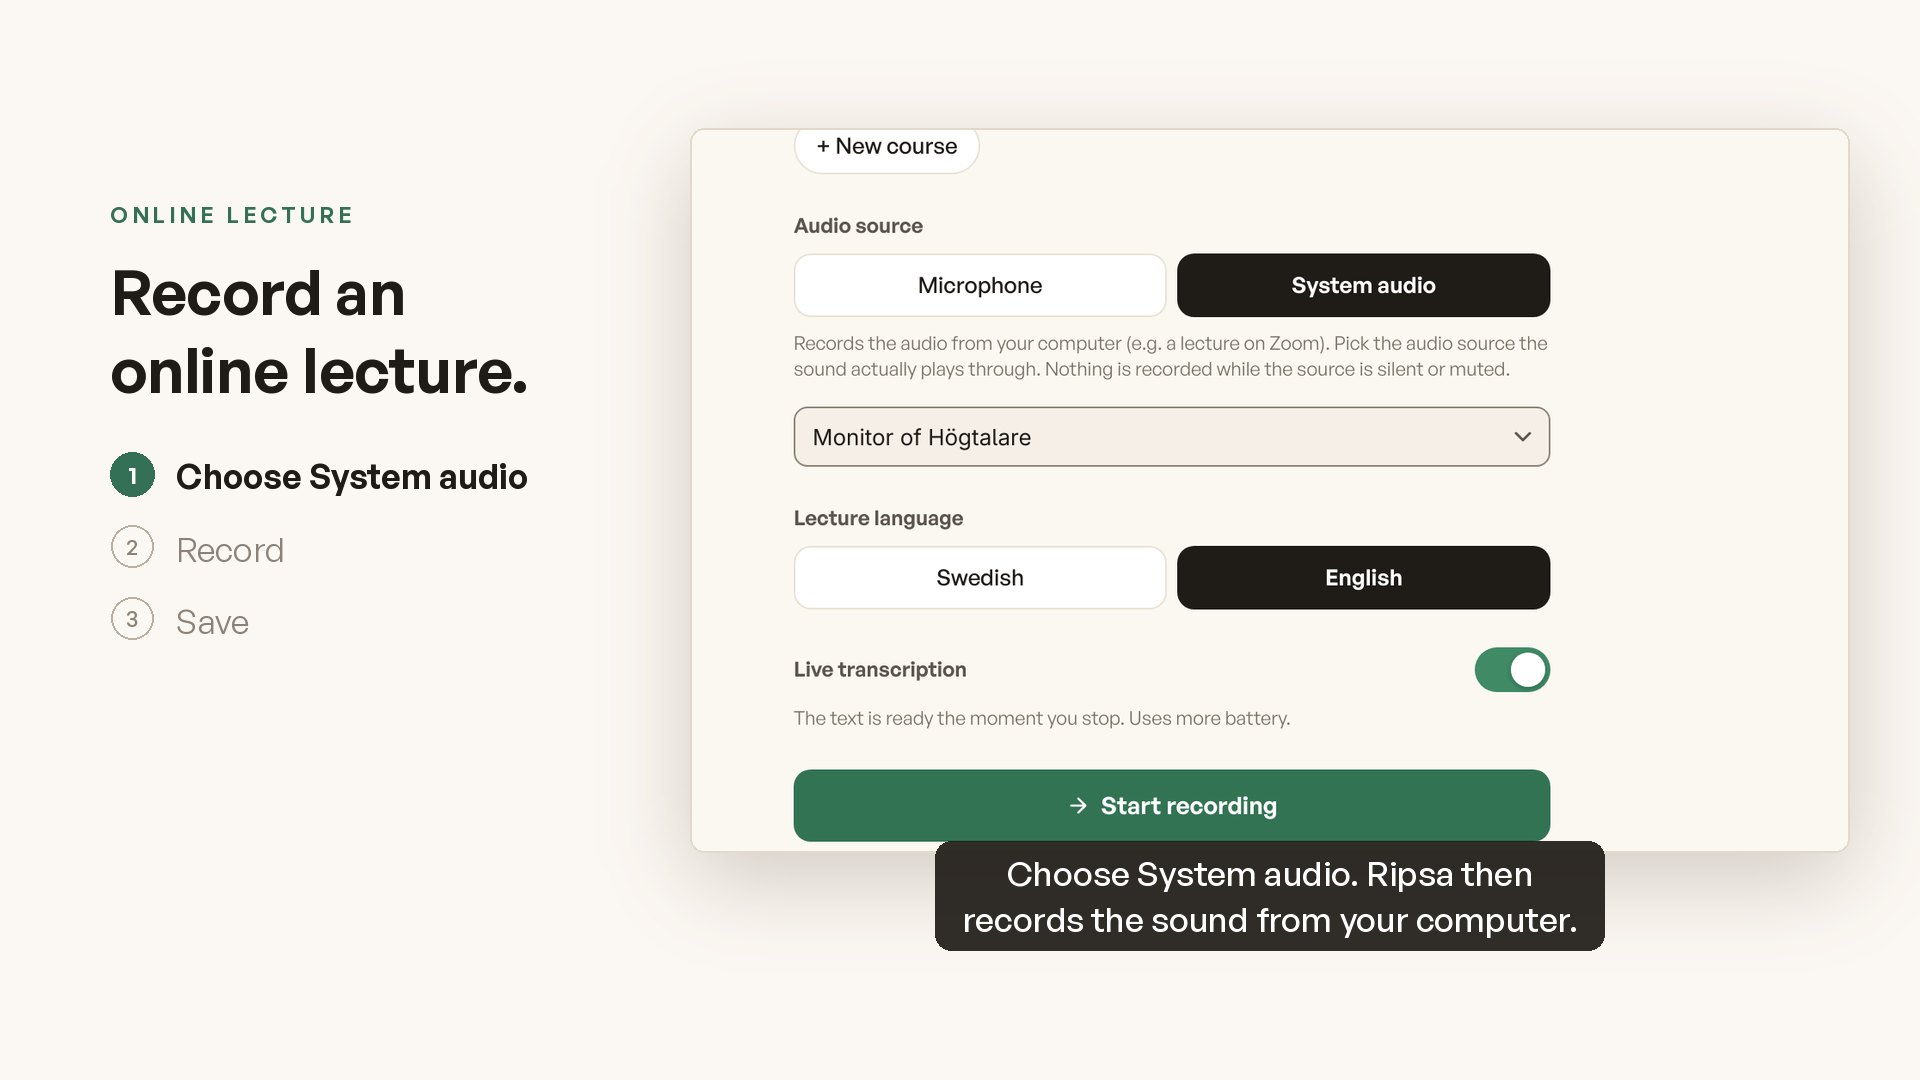 ONLINE LECTURE
Record an
online lecture.
1 Choose System audio
2 Record
3 Save
+ New course
Audio source
Microphone
System audio
Records the audio from your computer (e.g. a lecture on Zoom). Pick the audio source the
sound actually plays through. Nothing is recorded while the source is silent or muted.
Monitor of Högtalare
Lecture language
Swedish
English
Live transcription
The text is ready the moment you stop. Uses more battery.
→ Start recording
Choose System audio. Ripsa then
records the sound from your computer.